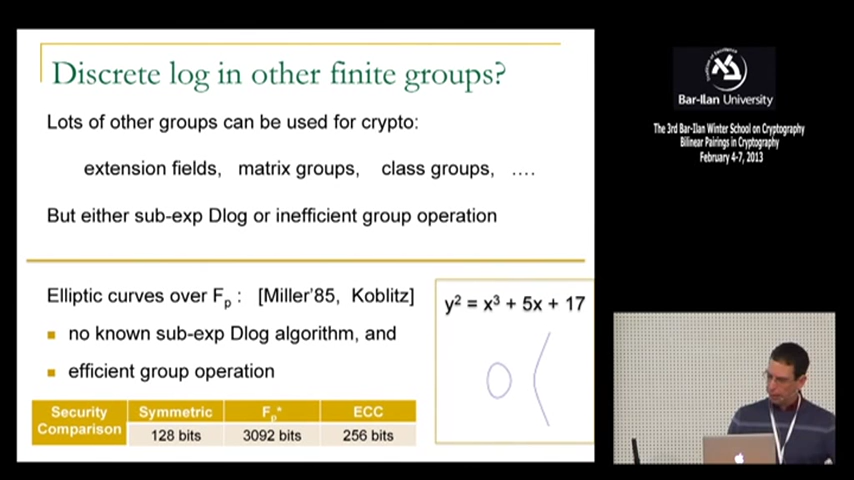 Discrete log in other finite groups?
Lots of other groups can be used for crypto:
extension fields, matrix groups, class groups, ....
But either sub-exp Dlog or inefficient group operation
Elliptic curves over Fp : [Miller'85, Koblitz]
no known sub-exp Dlog algorithm, and
efficient group operation
y² = x³ + 5x + 17
Security Comparison Symmetric Fp* ECC
128 bits 3092 bits 256 bits
Bar-Ilan University
The 3rd Bar-Ilan Winter School on Cryptography
Bilinear Pairings in Cryptography
February 4-7, 2013